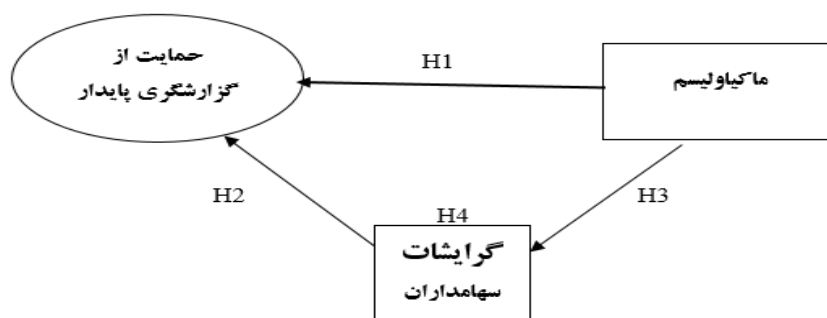 حمایت از
گزارشگری پایدار
H1
ماکیاولیسم
H2
H4
H3
گرایشات
سهامداران